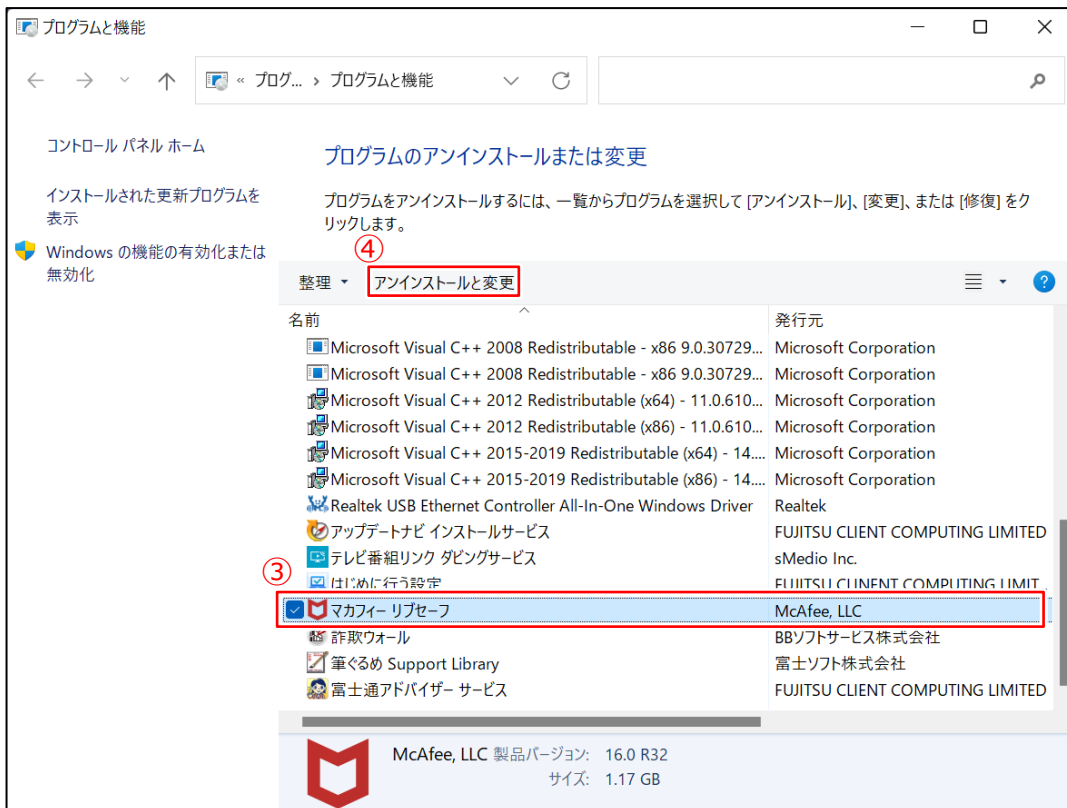 プログラムと機能
« プログ... › プログラムと機能
コントロール パネル ホーム
インストールされた更新プログラムを
表示
Windows の機能の有効化または
無効化
プログラムのアンインストールまたは変更
プログラムをアンインストールするには、一覧からプログラムを選択して [アンインストール]、[変更]、または [修復] をク
リックします。
④
整理 アンインストールと変更 ?
名前 発行元
Microsoft Visual C++ 2008 Redistributable - x86 9.0.30729... Microsoft Corporation
Microsoft Visual C++ 2008 Redistributable - x86 9.0.30729... Microsoft Corporation
Microsoft Visual C++ 2012 Redistributable (x64) - 11.0.610... Microsoft Corporation
Microsoft Visual C++ 2012 Redistributable (x86) - 11.0.610... Microsoft Corporation
Microsoft Visual C++ 2015-2019 Redistributable (x64) - 14.... Microsoft Corporation
Microsoft Visual C++ 2015-2019 Redistributable (x86) - 14.... Microsoft Corporation
Realtek USB Ethernet Controller All-In-One Windows Driver Realtek
アップデートナビ インストールサービス FUJITSU CLIENT COMPUTING LIMITED
テレビ番組リンク ダビングサービス sMedio Inc.
③
はじめに行う設定 FUJITSU CLINENT COMPUTING LIMIT...
マカフィー リブセーフ McAfee, LLC
詐欺ウォール BBソフトサービス株式会社
筆ぐるめ Support Library 富士ソフト株式会社
富士通アドバイザー サービス FUJITSU CLIENT COMPUTING LIMITED
McAfee, LLC 製品バージョン: 16.0 R32
サイズ: 1.17 GB